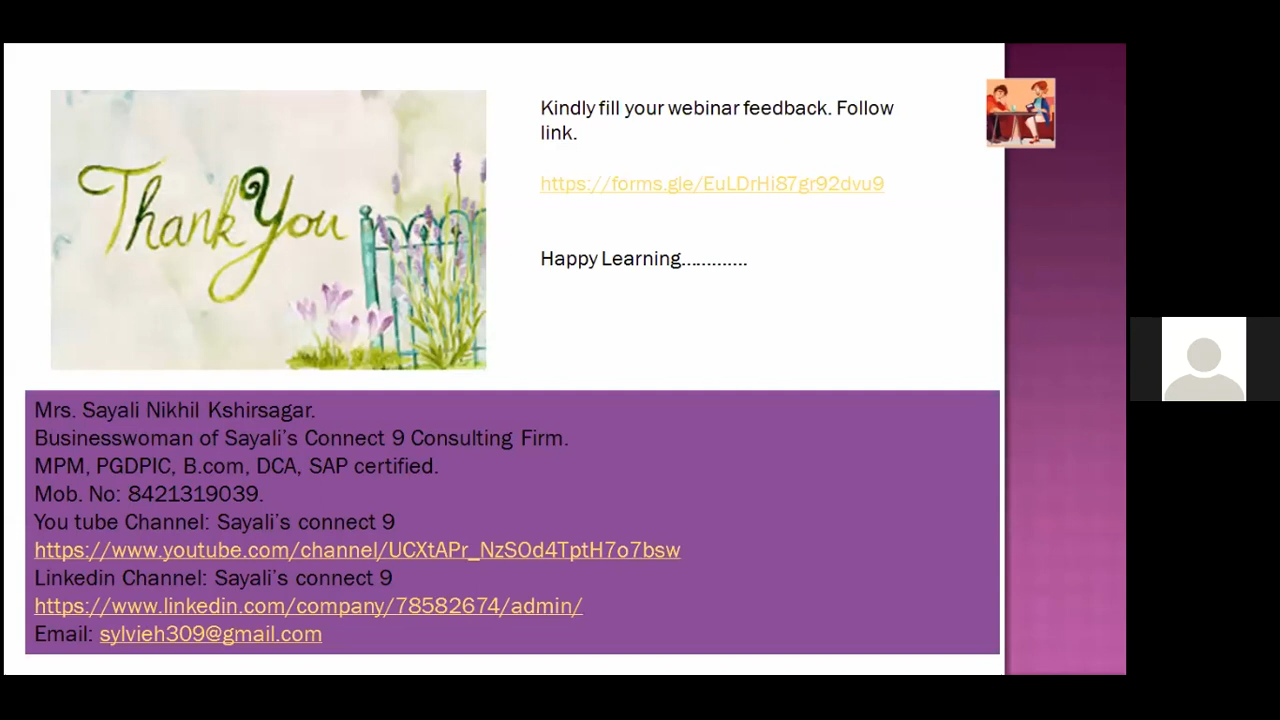 Thank You
Kindly fill your webinar feedback. Follow
link.
https://forms.gle/EuLDrHi87gr92dvu9
Happy Learning.............
Mrs. Sayali Nikhil Kshirsagar.
Businesswoman of Sayali's Connect 9 Consulting Firm.
MPM, PGDPIC, B.com, DCA, SAP certified.
Mob. No: 8421319039.
You tube Channel: Sayali's connect 9
https://www.youtube.com/channel/UCXtAPr_NzSOd4TptH7o7bsw
Linkedin Channel: Sayali's connect 9
https://www.linkedin.com/company/78582674/admin/
Email: sylvieh309@gmail.com